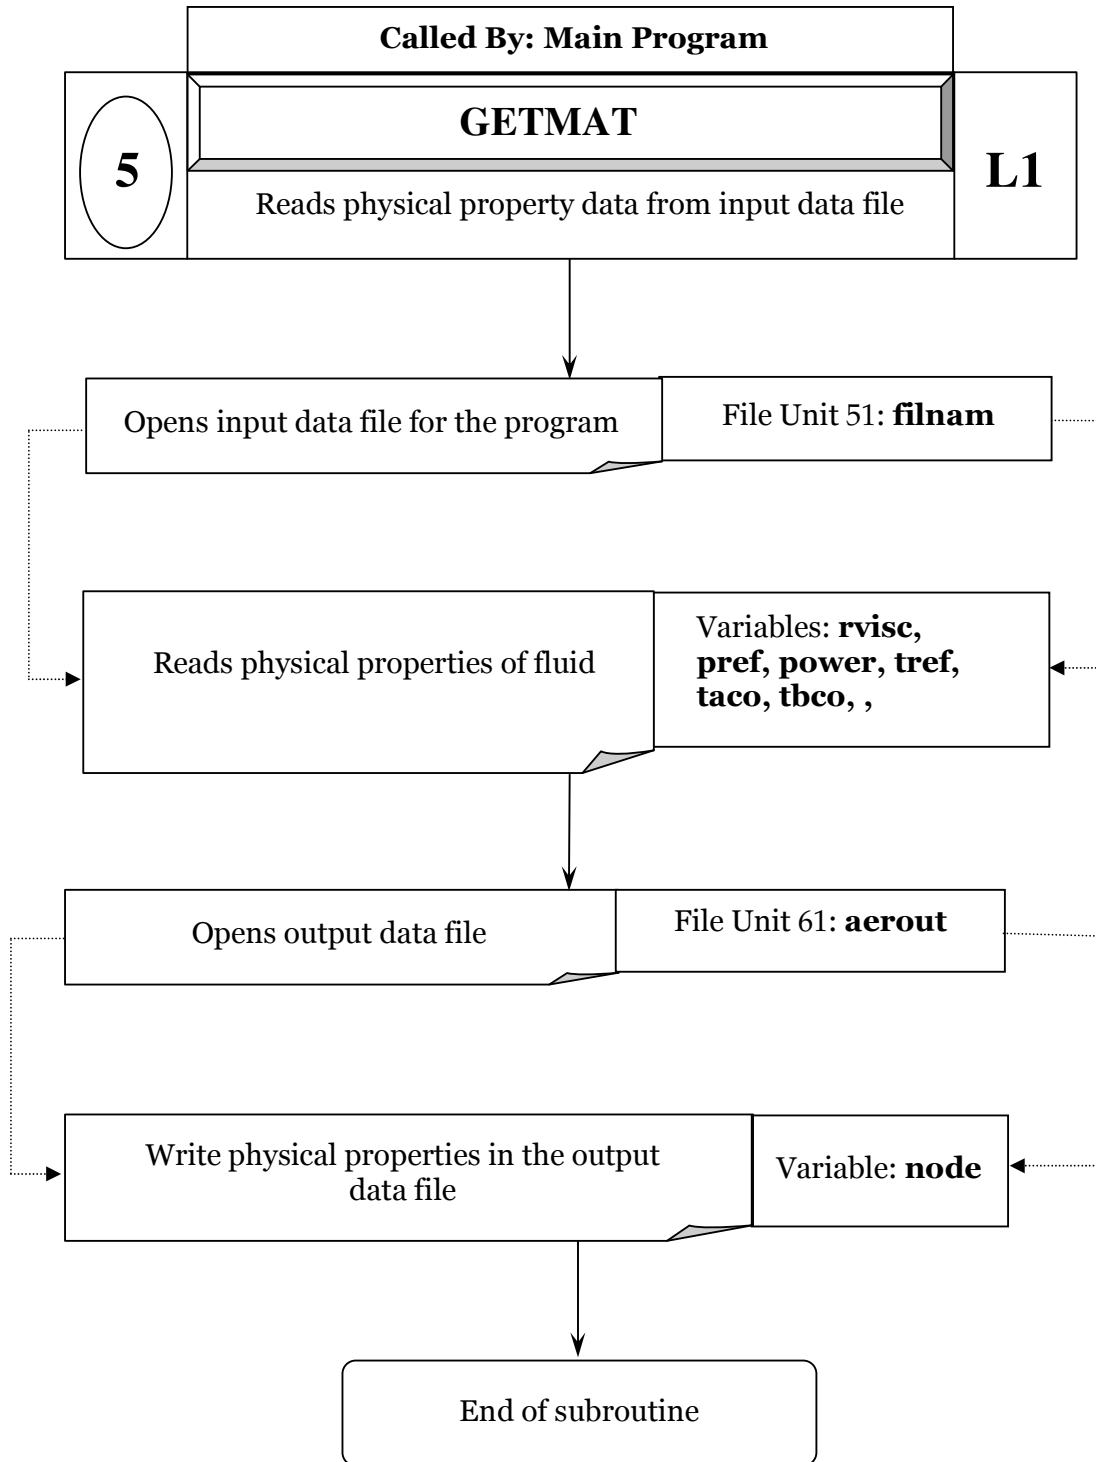 Called By: Main Program
GETMAT
5
L1
Reads physical property data from input data file
Opens input data file for the program
File Unit 51: filnam
Reads physical properties of fluid
Variables: rvisc,
pref, power, tref,
taco, tbco, ,
Opens output data file
File Unit 61: aerout
Write physical properties in the output
data file
Variable: node
End of subroutine